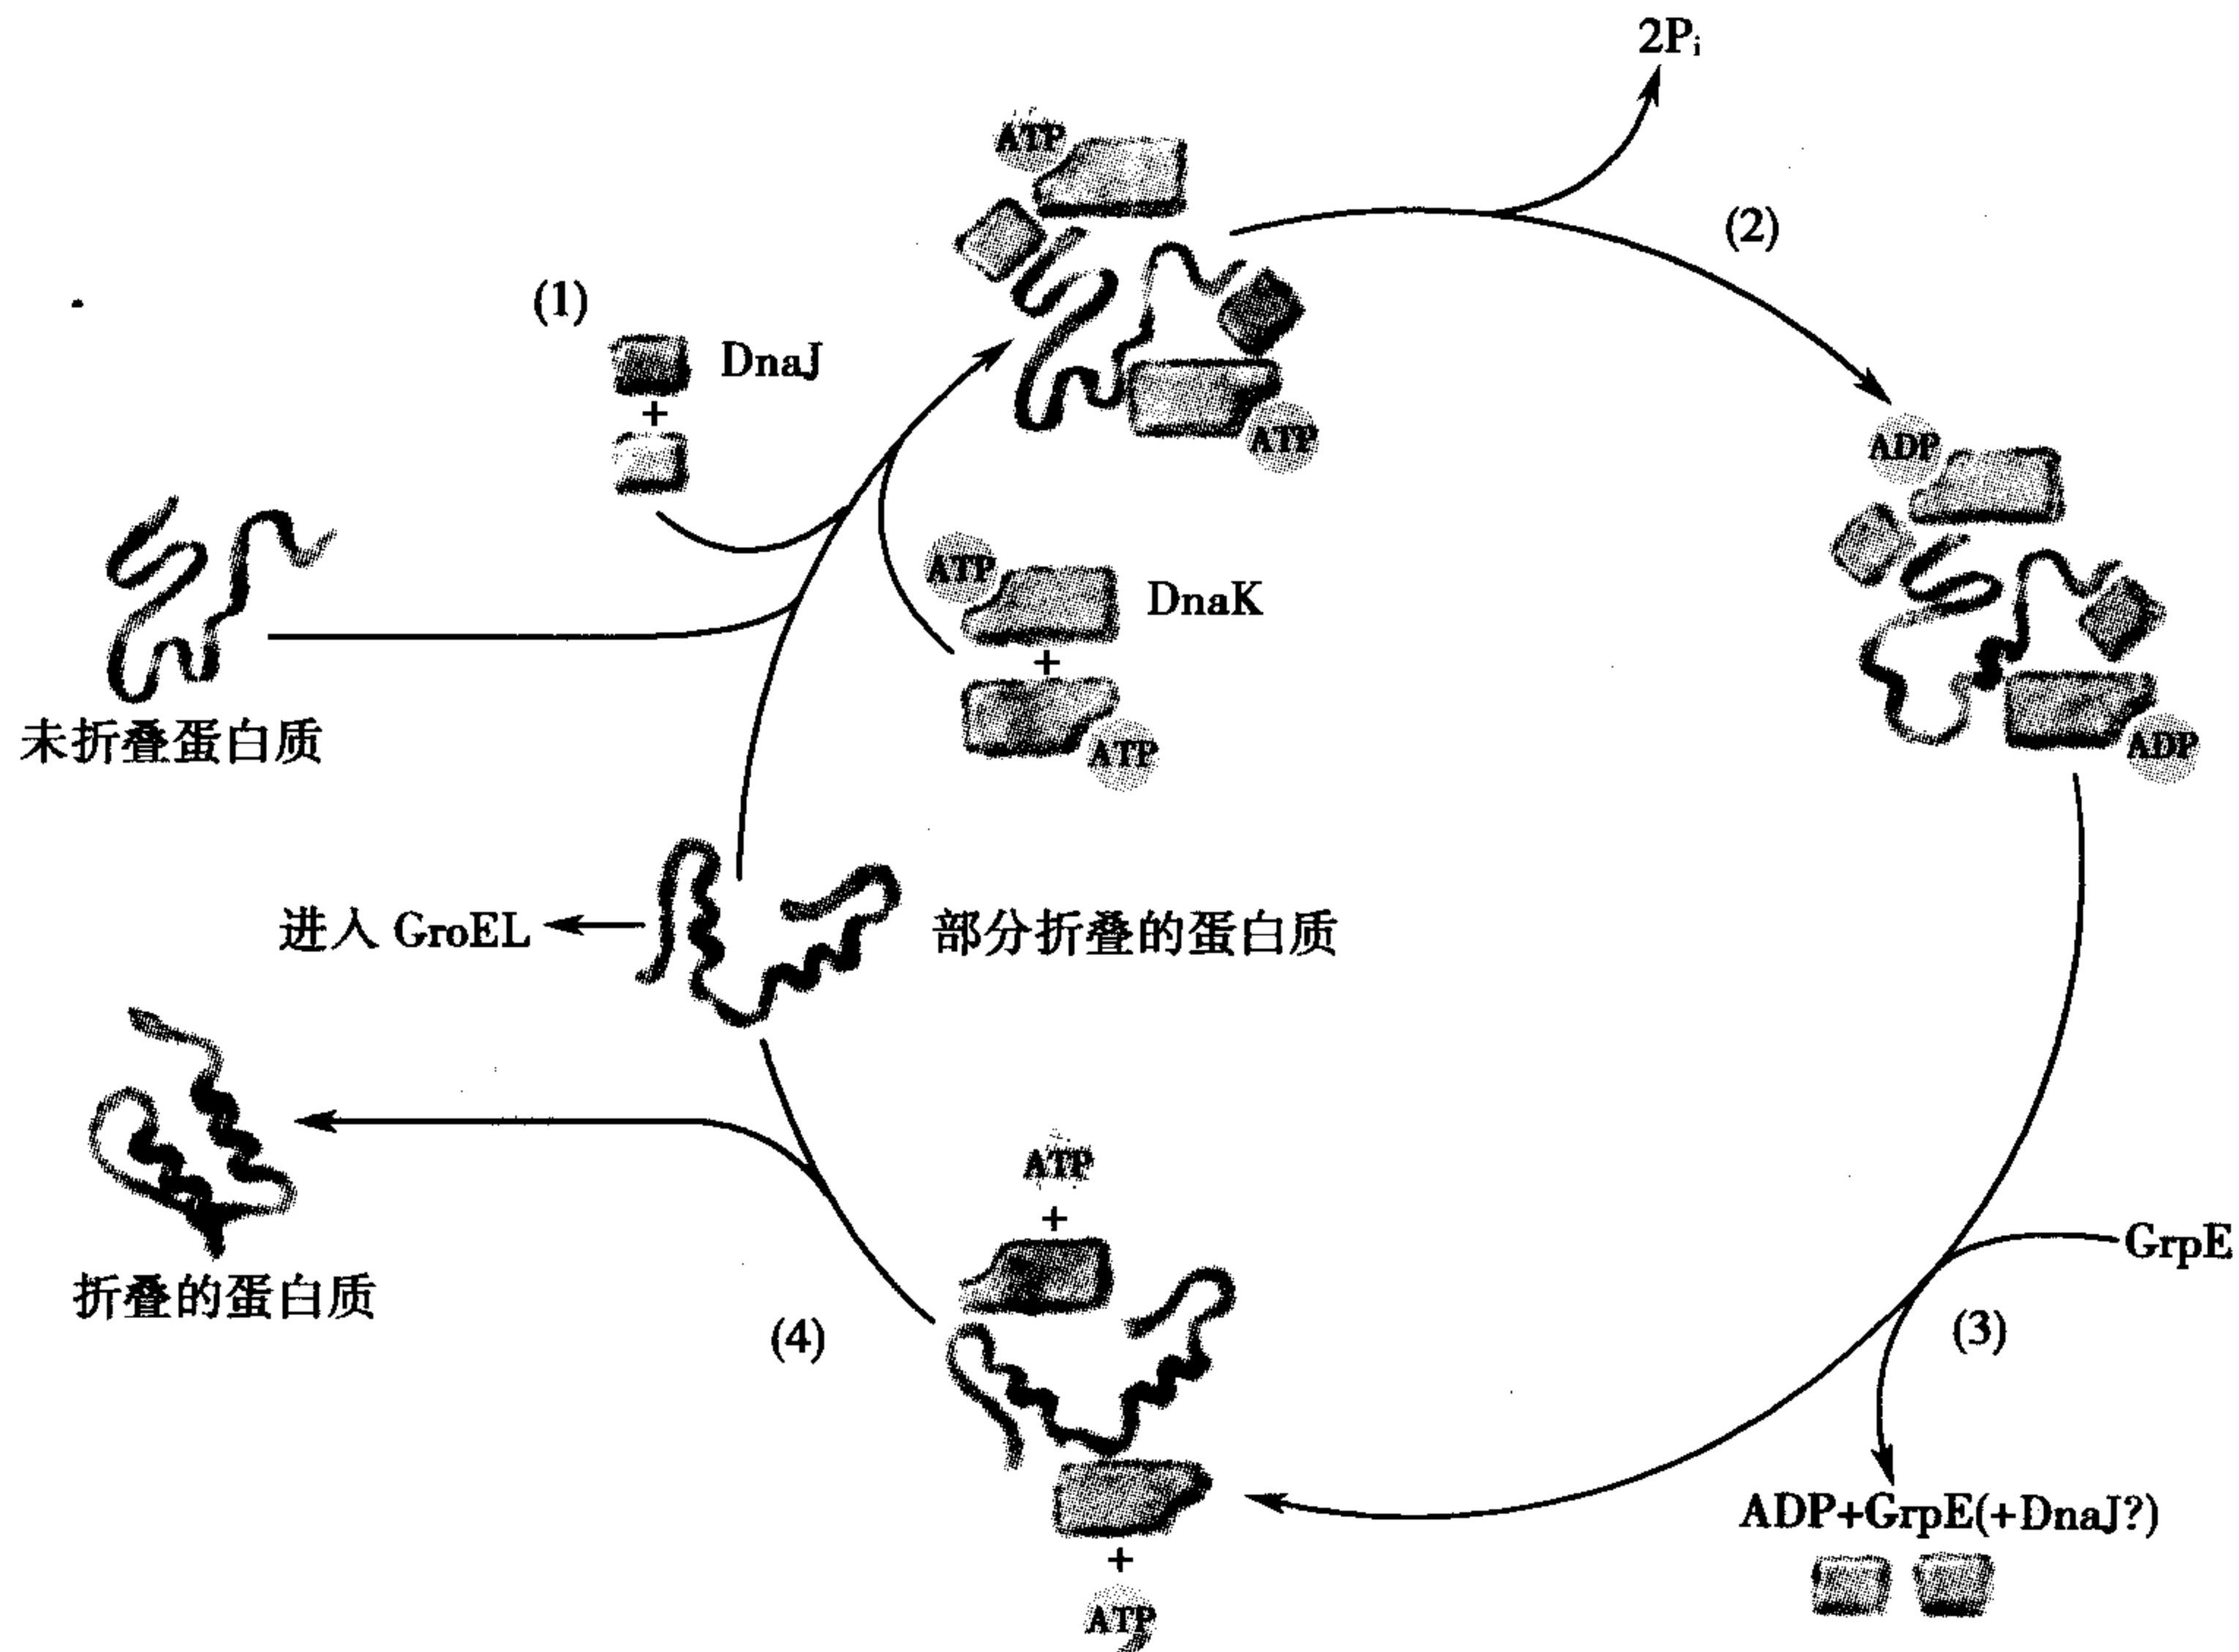 2Pi
ATP
(2)
(1)
DnaJ
+
ATP
ADP
ATP
DnaK
+
未折叠蛋白质
ATP
ADP
进入 GroEL
部分折叠的蛋白质
ATP
+
GrpE
折叠的蛋白质
(4)
(3)
ADP+GrpE(+DnaJ?)
+
ATP